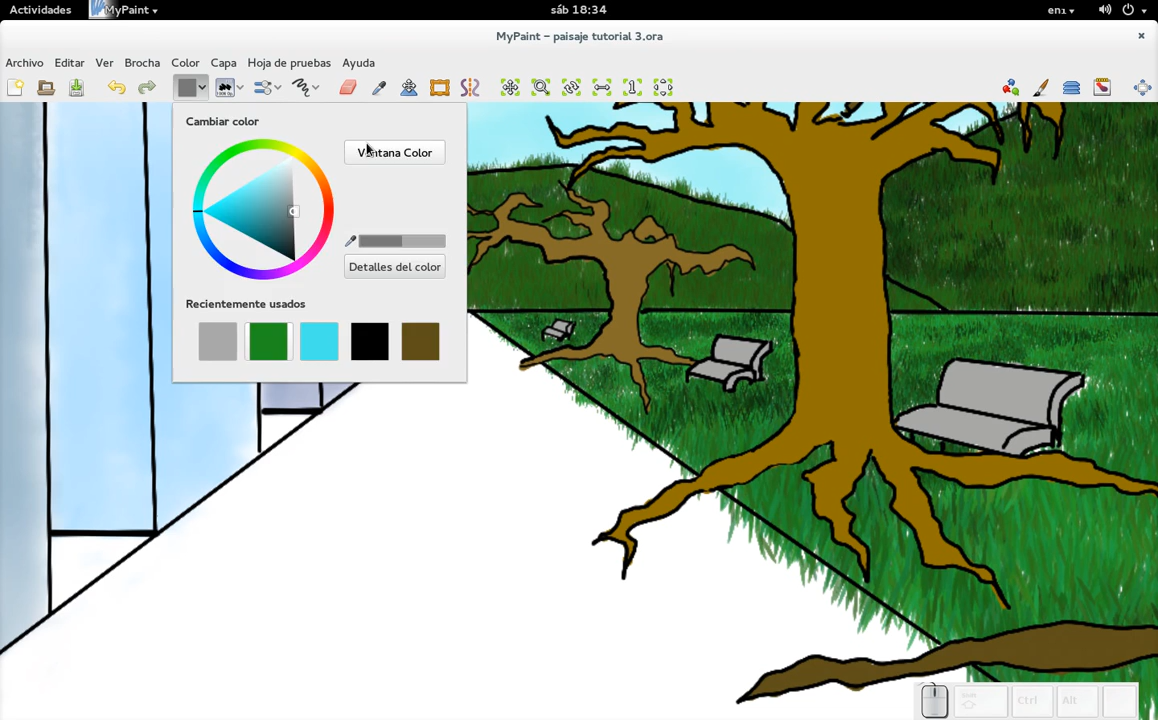 Actividades MyPaint sáb 18:34 en₁
MyPaint – paisaje tutorial 3.ora
Archivo Editar Ver Brocha Color Capa Hoja de pruebas Ayuda
Cambiar color
Ventana Color
Detalles del color
Recientemente usados
Shift Ctrl Alt